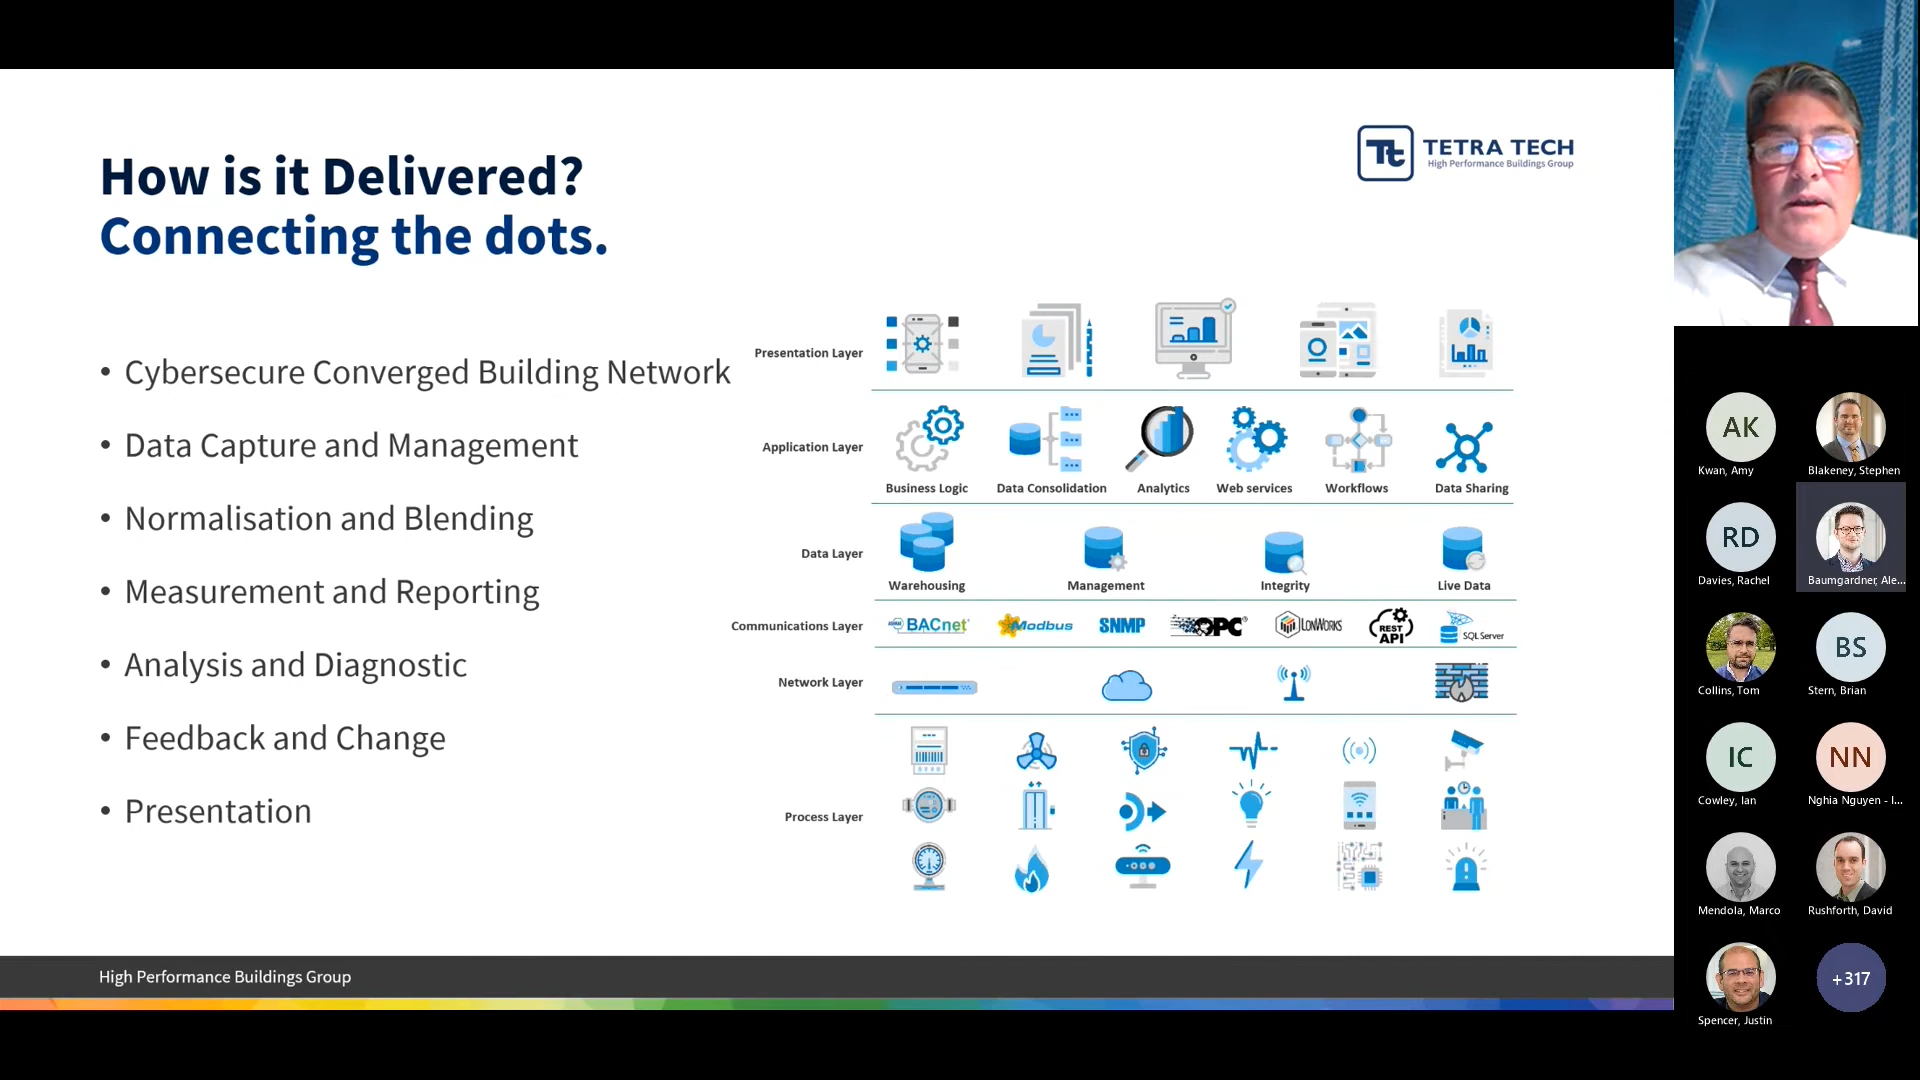 How is it Delivered?
Connecting the dots.
TETRA TECH
High Performance Buildings Group
• Cybersecure Converged Building Network
• Data Capture and Management
• Normalisation and Blending
• Measurement and Reporting
• Analysis and Diagnostic
• Feedback and Change
• Presentation
Presentation Layer
Application Layer
Business Logic
Data Consolidation
Analytics
Web services
Workflows
Data Sharing
Data Layer
Warehousing
Management
Integrity
Live Data
Communications Layer
BACnet
Modbus
SNMP
OPC
LONWORKS
REST
API
SQL Server
Network Layer
Process Layer
High Performance Buildings Group
AK
Kwan, Amy
Blakeney, Stephen
RD
Davies, Rachel
Baumgardner, Ale...
Collins, Tom
BS
Stern, Brian
IC
Cowley, Ian
NN
Nghia Nguyen - I...
Mendola, Marco
Rushforth, David
Spencer, Justin
+317